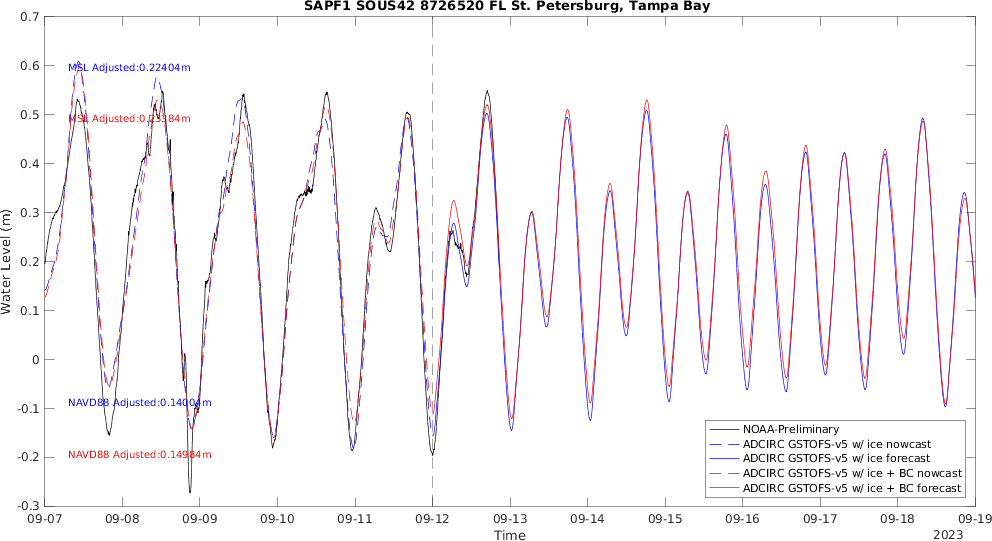 SAPF1 SOUS42 8726520 FL St. Petersburg, Tampa Bay
0.7
0.6
0.5
0.4
0.3
0.2
0.1
0
-0.1
-0.2
-0.3
Water Level (m)
MSL Adjusted:0.22404m
MSL Adjusted:0.23384m
NAVD88 Adjusted:0.14004m
NAVD88 Adjusted:0.14984m
NOAA-Preliminary
ADCIRC GSTOFS-v5 w/ ice nowcast
ADCIRC GSTOFS-v5 w/ ice forecast
ADCIRC GSTOFS-v5 w/ ice + BC nowcast
ADCIRC GSTOFS-v5 w/ ice + BC forecast
09-07 09-08 09-09 09-10 09-11 09-12 09-13 09-14 09-15 09-16 09-17 09-18 09-19
Time
2023